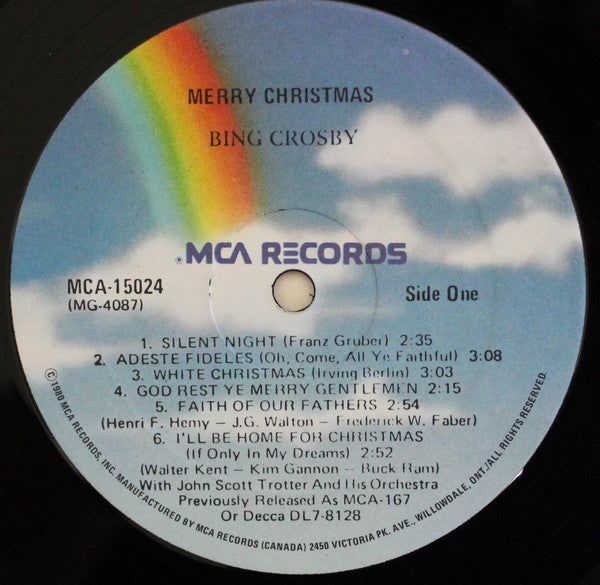 MERRY CHRISTMAS
BING CROSBY
MCA RECORDS
MCA-15024
(MG-4087)
Side One
1. SILENT NIGHT (Franz Gruber) 2:35
2. ADESTE FIDELES (Oh, Come, All Ye Faithful) 3:08
3. WHITE CHRISTMAS (Irving Berlin) 3:03
4. GOD REST YE MERRY GENTLEMEN 2:15
5. FAITH OF OUR FATHERS 2:54
(Henri F. Hemy - J.G. Walton - Frederick W. Faber)
6. I'LL BE HOME FOR CHRISTMAS
(If Only In My Dreams) 2:52
(Walter Kent - Kim Gannon - Buck Ram)
With John Scott Trotter And His Orchestra
Previously Released As MCA-167
Or Decca DL7-8128
©1980 MCA RECORDS, INC. MANUFACTURED BY MCA RECORDS (CANADA) 2450 VICTORIA PK. AVE., WILLOWDALE, ONT./ALL RIGHTS RESERVED.